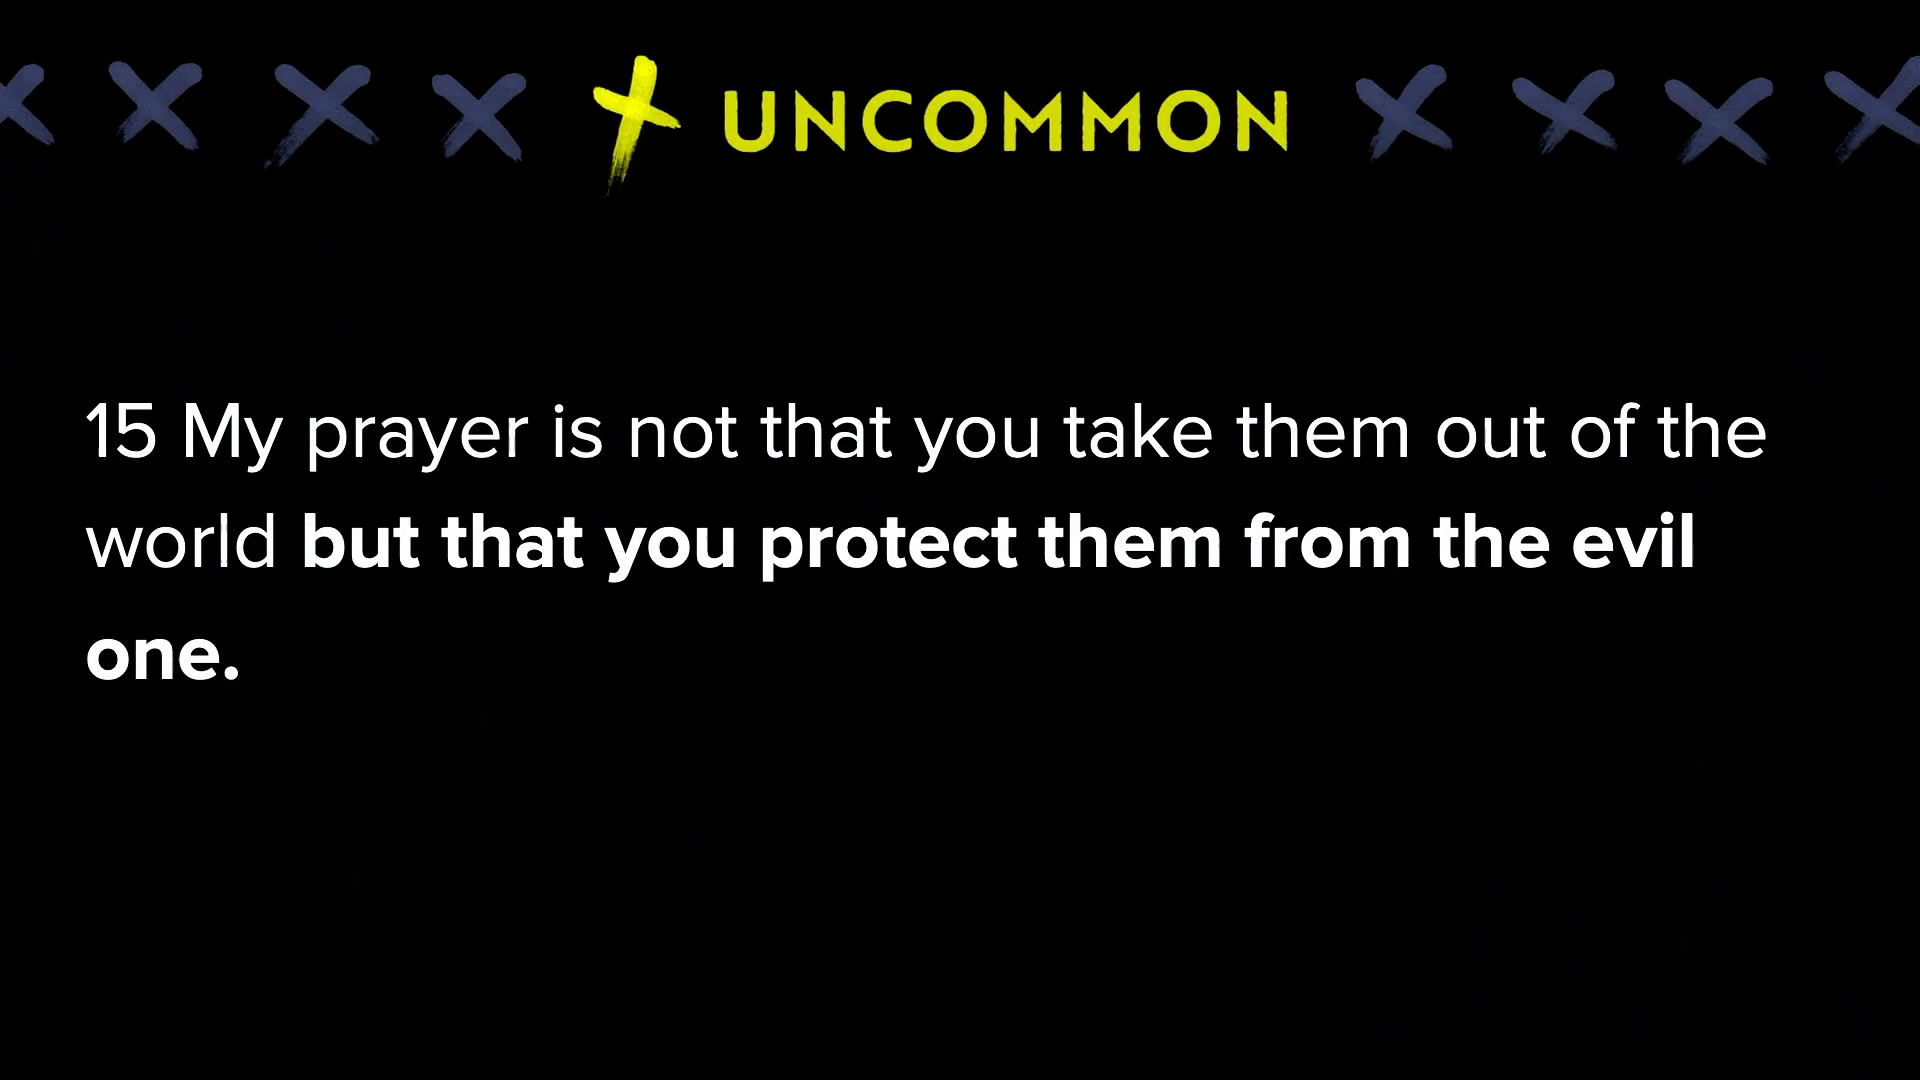 UNCOMMON
15 My prayer is not that you take them out of the
world but that you protect them from the evil
one.